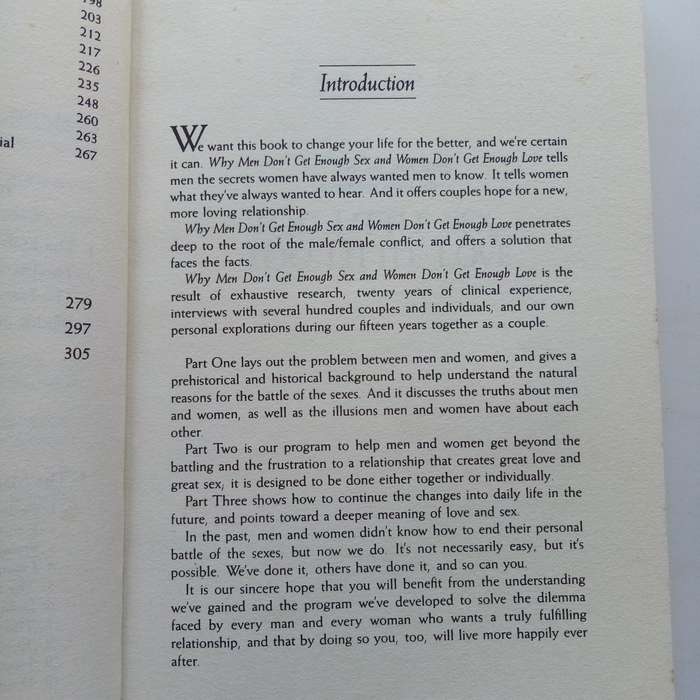 198
203
212
217
226
235
248
260
ial 263
267
279
297
305
Introduction
We want this book to change your life for the better, and we're certain
it can. Why Men Don't Get Enough Sex and Women Don't Get Enough Love tells
men the secrets women have always wanted men to know. It tells women
what they've always wanted to hear. And it offers couples hope for a new,
more loving relationship.
Why Men Don't Get Enough Sex and Women Don't Get Enough Love penetrates
deep to the root of the male/female conflict, and offers a solution that
faces the facts.
Why Men Don't Get Enough Sex and Women Don't Get Enough Love is the
result of exhaustive research, twenty years of clinical experience,
interviews with several hundred couples and individuals, and our own
personal explorations during our fifteen years together as a couple.
Part One lays out the problem between men and women, and gives a
prehistorical and historical background to help understand the natural
reasons for the battle of the sexes. And it discusses the truths about men
and women, as well as the illusions men and women have about each
other.
Part Two is our program to help men and women get beyond the
battling and the frustration to a relationship that creates great love and
great sex; it is designed to be done either together or individually.
Part Three shows how to continue the changes into daily life in the
future, and points toward a deeper meaning of love and sex.
In the past, men and women didn't know how to end their personal
battle of the sexes, but now we do. It's not necessarily easy, but it's
possible. We've done it, others have done it, and so can you.
It is our sincere hope that you will benefit from the understanding
we've gained and the program we've developed to solve the dilemma
faced by every man and every woman who wants a truly fulfilling
relationship, and that by doing so you, too, will live more happily ever
after.